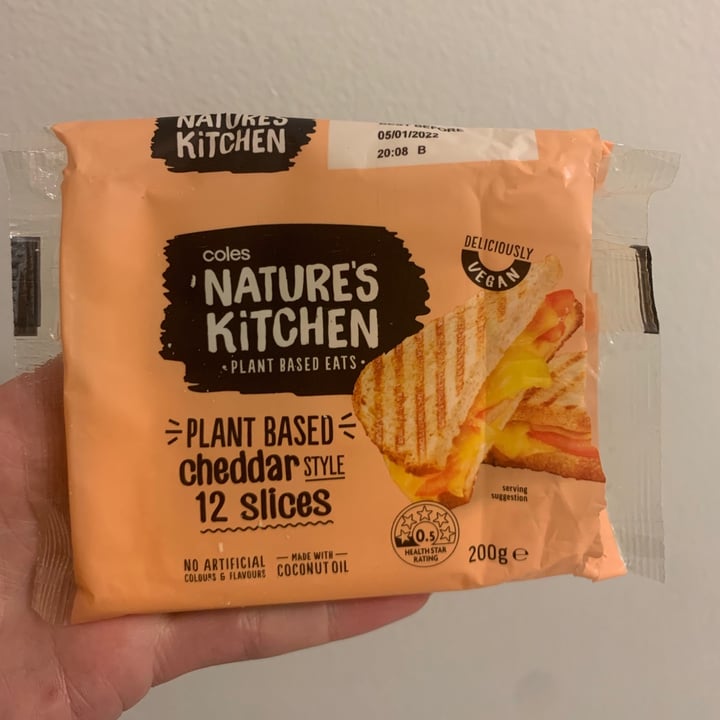 NATURE'S
KiTCHEN
BEST BEFORE
05/01/2022
20:08 B
coles
NATURE'S
KiTCHEN
• PLANT BASED EATS •
DELICIOUSLY
VEGAN
PLANT BASED
cheddar STYLE
12 slices
serving
suggestion
0.5
HEALTH STAR
RATING
NO ARTIFICIAL
COLOURS & FLAVOURS
MADE WITH
COCONUT OIL
200g e